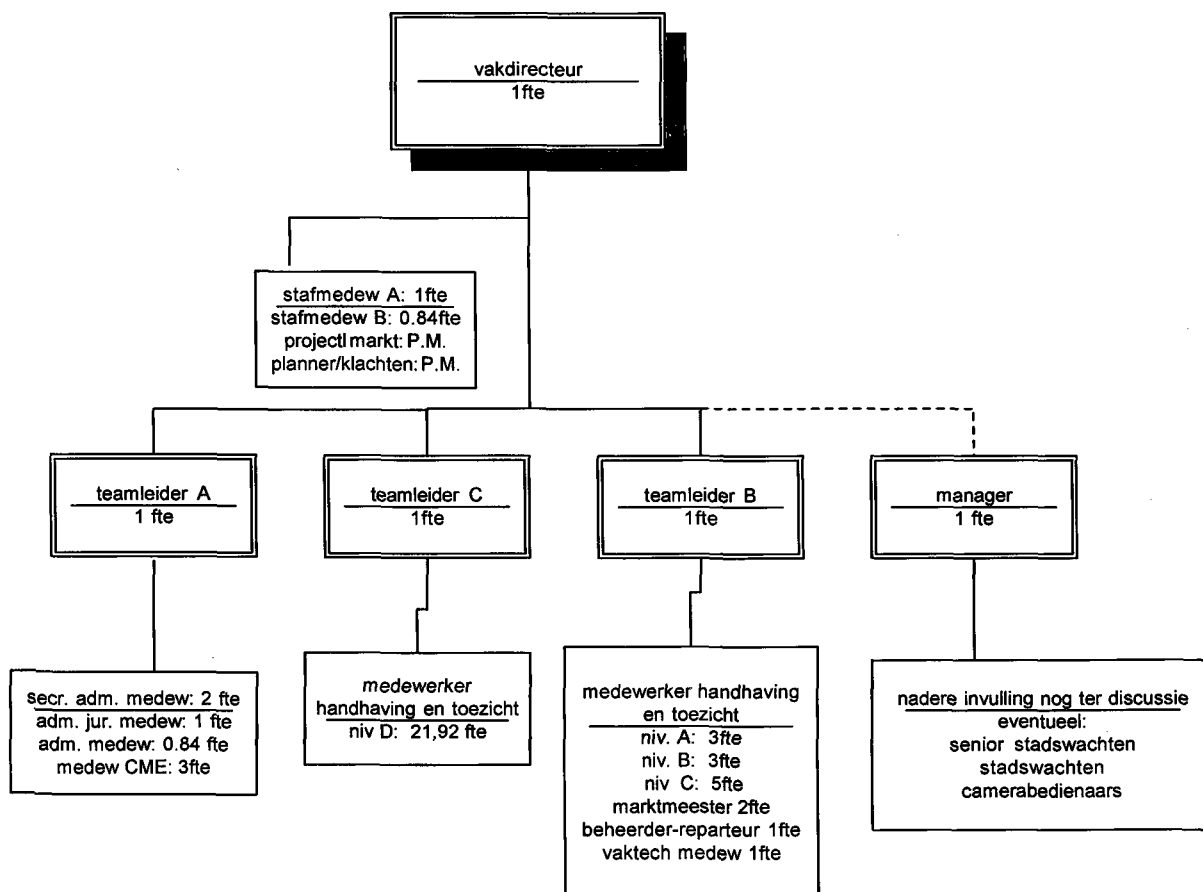 vakdirecteur
1fte
stafmedew A: 1fte
stafmedew B: 0.84fte
projectl markt: P.M.
planner/klachten: P.M.
teamleider A
1 fte
teamleider C
1fte
teamleider B
1fte
manager
1 fte
secr. adm. medew: 2 fte
adm. jur. medew: 1 fte
adm. medew: 0.84 fte
medew CME: 3fte
medewerker
handhaving en toezicht
niv D: 21,92 fte
medewerker handhaving
en toezicht
niv. A: 3fte
niv. B: 3fte
niv C: 5fte
marktmeester 2fte
beheerder-reparteur 1fte
vaktech medew 1fte
nadere invulling nog ter discussie
eventueel:
senior stadswachten
stadswachten
camerabedienaars